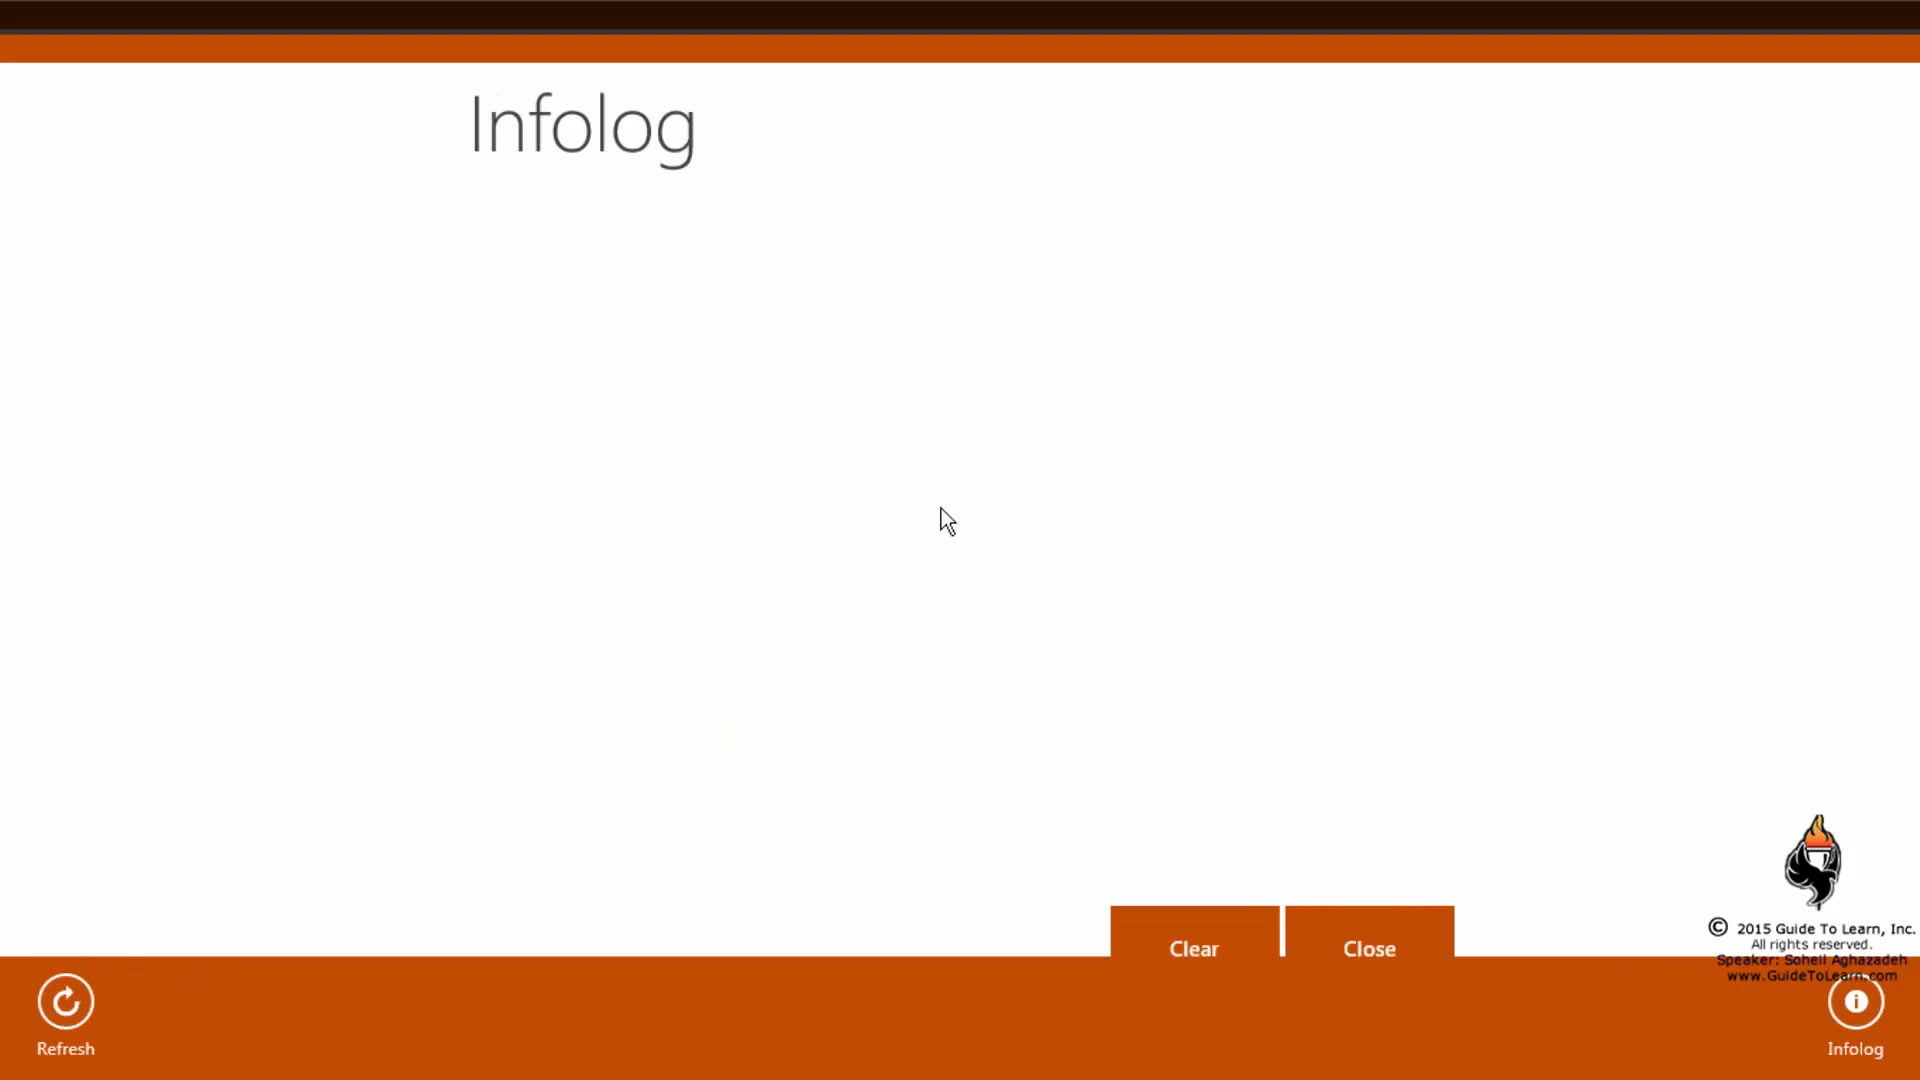 Infolog
Clear
Close
© 2015 Guide To Learn, Inc.
All rights reserved.
Speaker: Soheil Aghazadeh
www.GuideToLearn.com
Refresh
Infolog